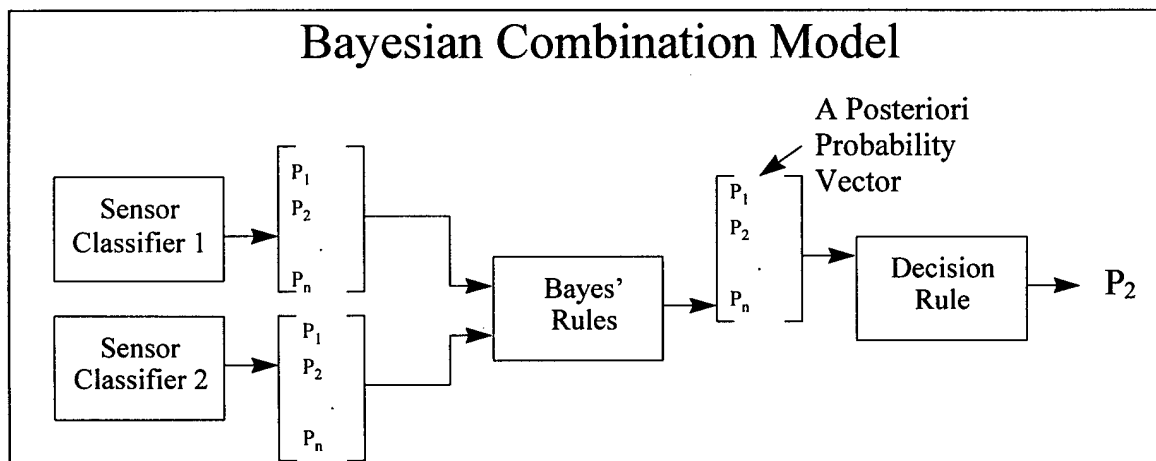 Bayesian Combination Model
Sensor
Classifier 1
P₁
P₂
.
Pₙ
Sensor
Classifier 2
P₁
P₂
.
Pₙ
Bayes'
Rules
A Posteriori
Probability
Vector
P₁
P₂
.
Pₙ
Decision
Rule
P₂